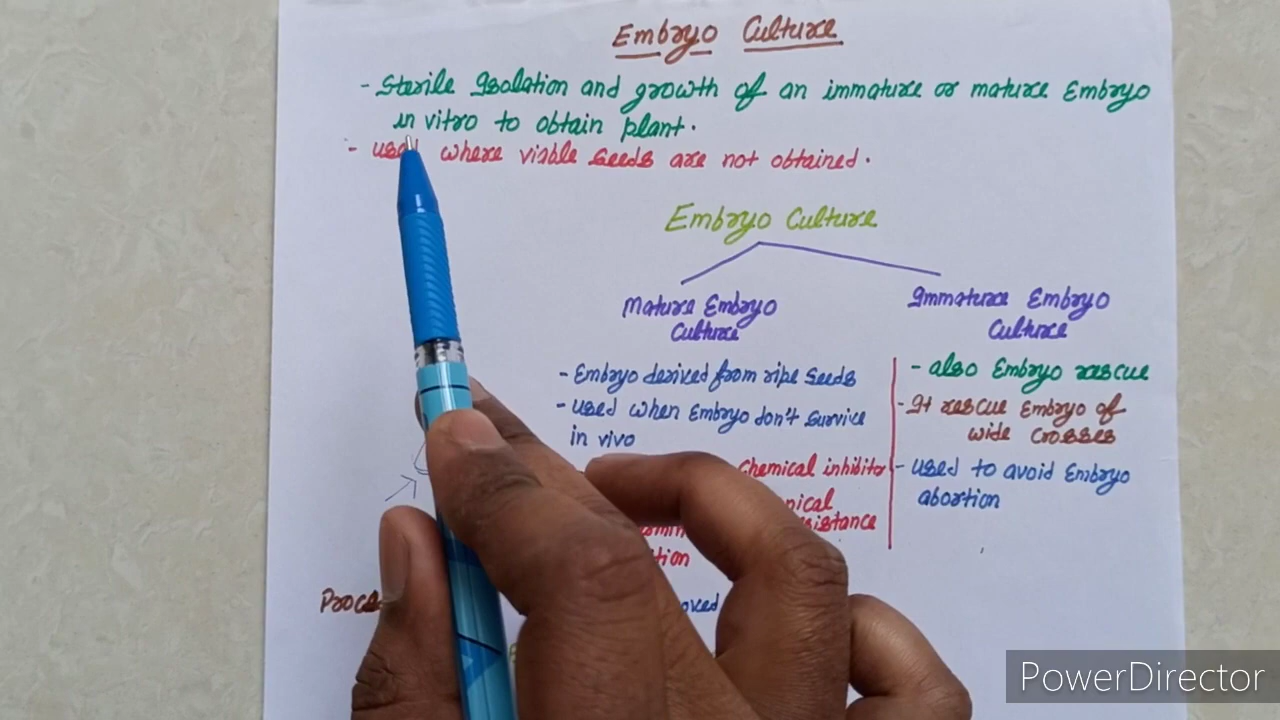 Embryo Culture
- Sterile Isolation and growth of an immature or mature Embryo
in vitro to obtain plant.
- used where viable seeds are not obtained.
Embryo Culture
Mature Embryo
Culture
- Embryo derived from ripe seeds
- used when Embryo don't survice
in vivo
chemical inhibitor
Immature Embryo
Culture
- also Embryo rescue
- It rescue Embryo of
wide crosses
- used to avoid Embryo
abortion
PowerDirector